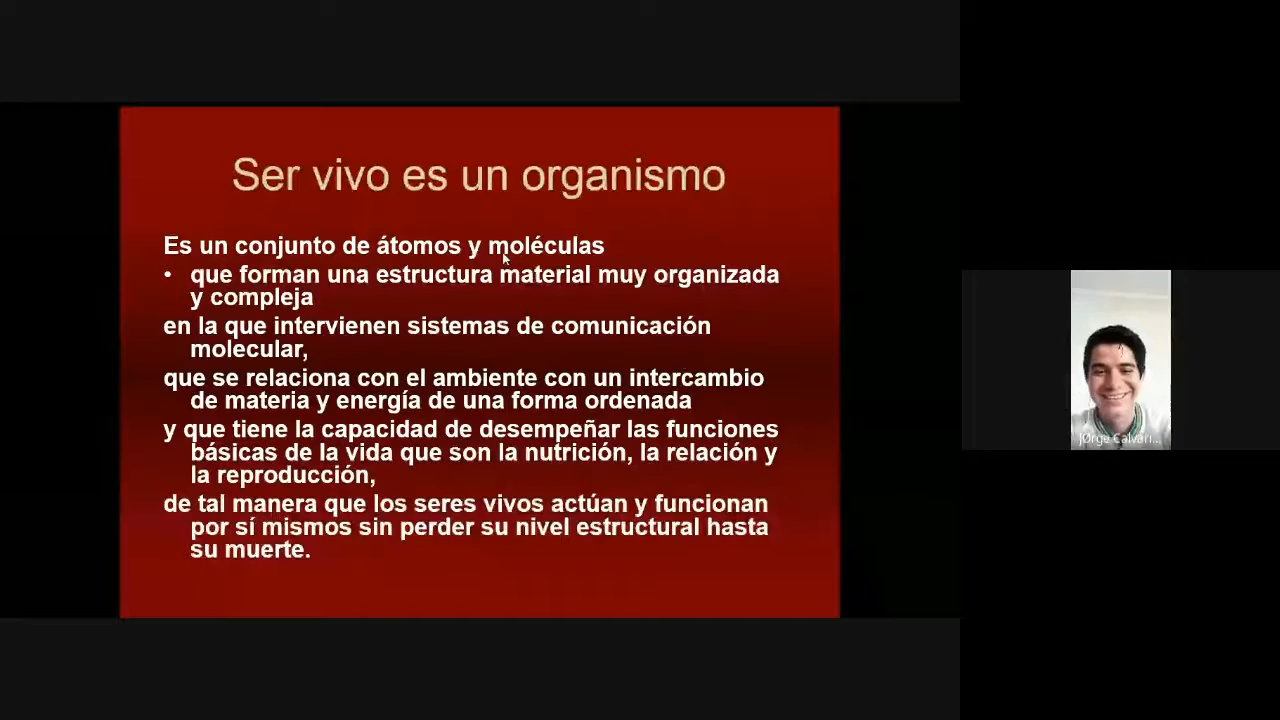 Ser vivo es un organismo
Es un conjunto de átomos y moléculas
• que forman una estructura material muy organizada
y compleja
en la que intervienen sistemas de comunicación
molecular,
que se relaciona con el ambiente con un intercambio
de materia y energía de una forma ordenada
y que tiene la capacidad de desempeñar las funciones
básicas de la vida que son la nutrición, la relación y
la reproducción,
de tal manera que los seres vivos actúan y funcionan
por sí mismos sin perder su nivel estructural hasta
su muerte.
JØrge Calvari...